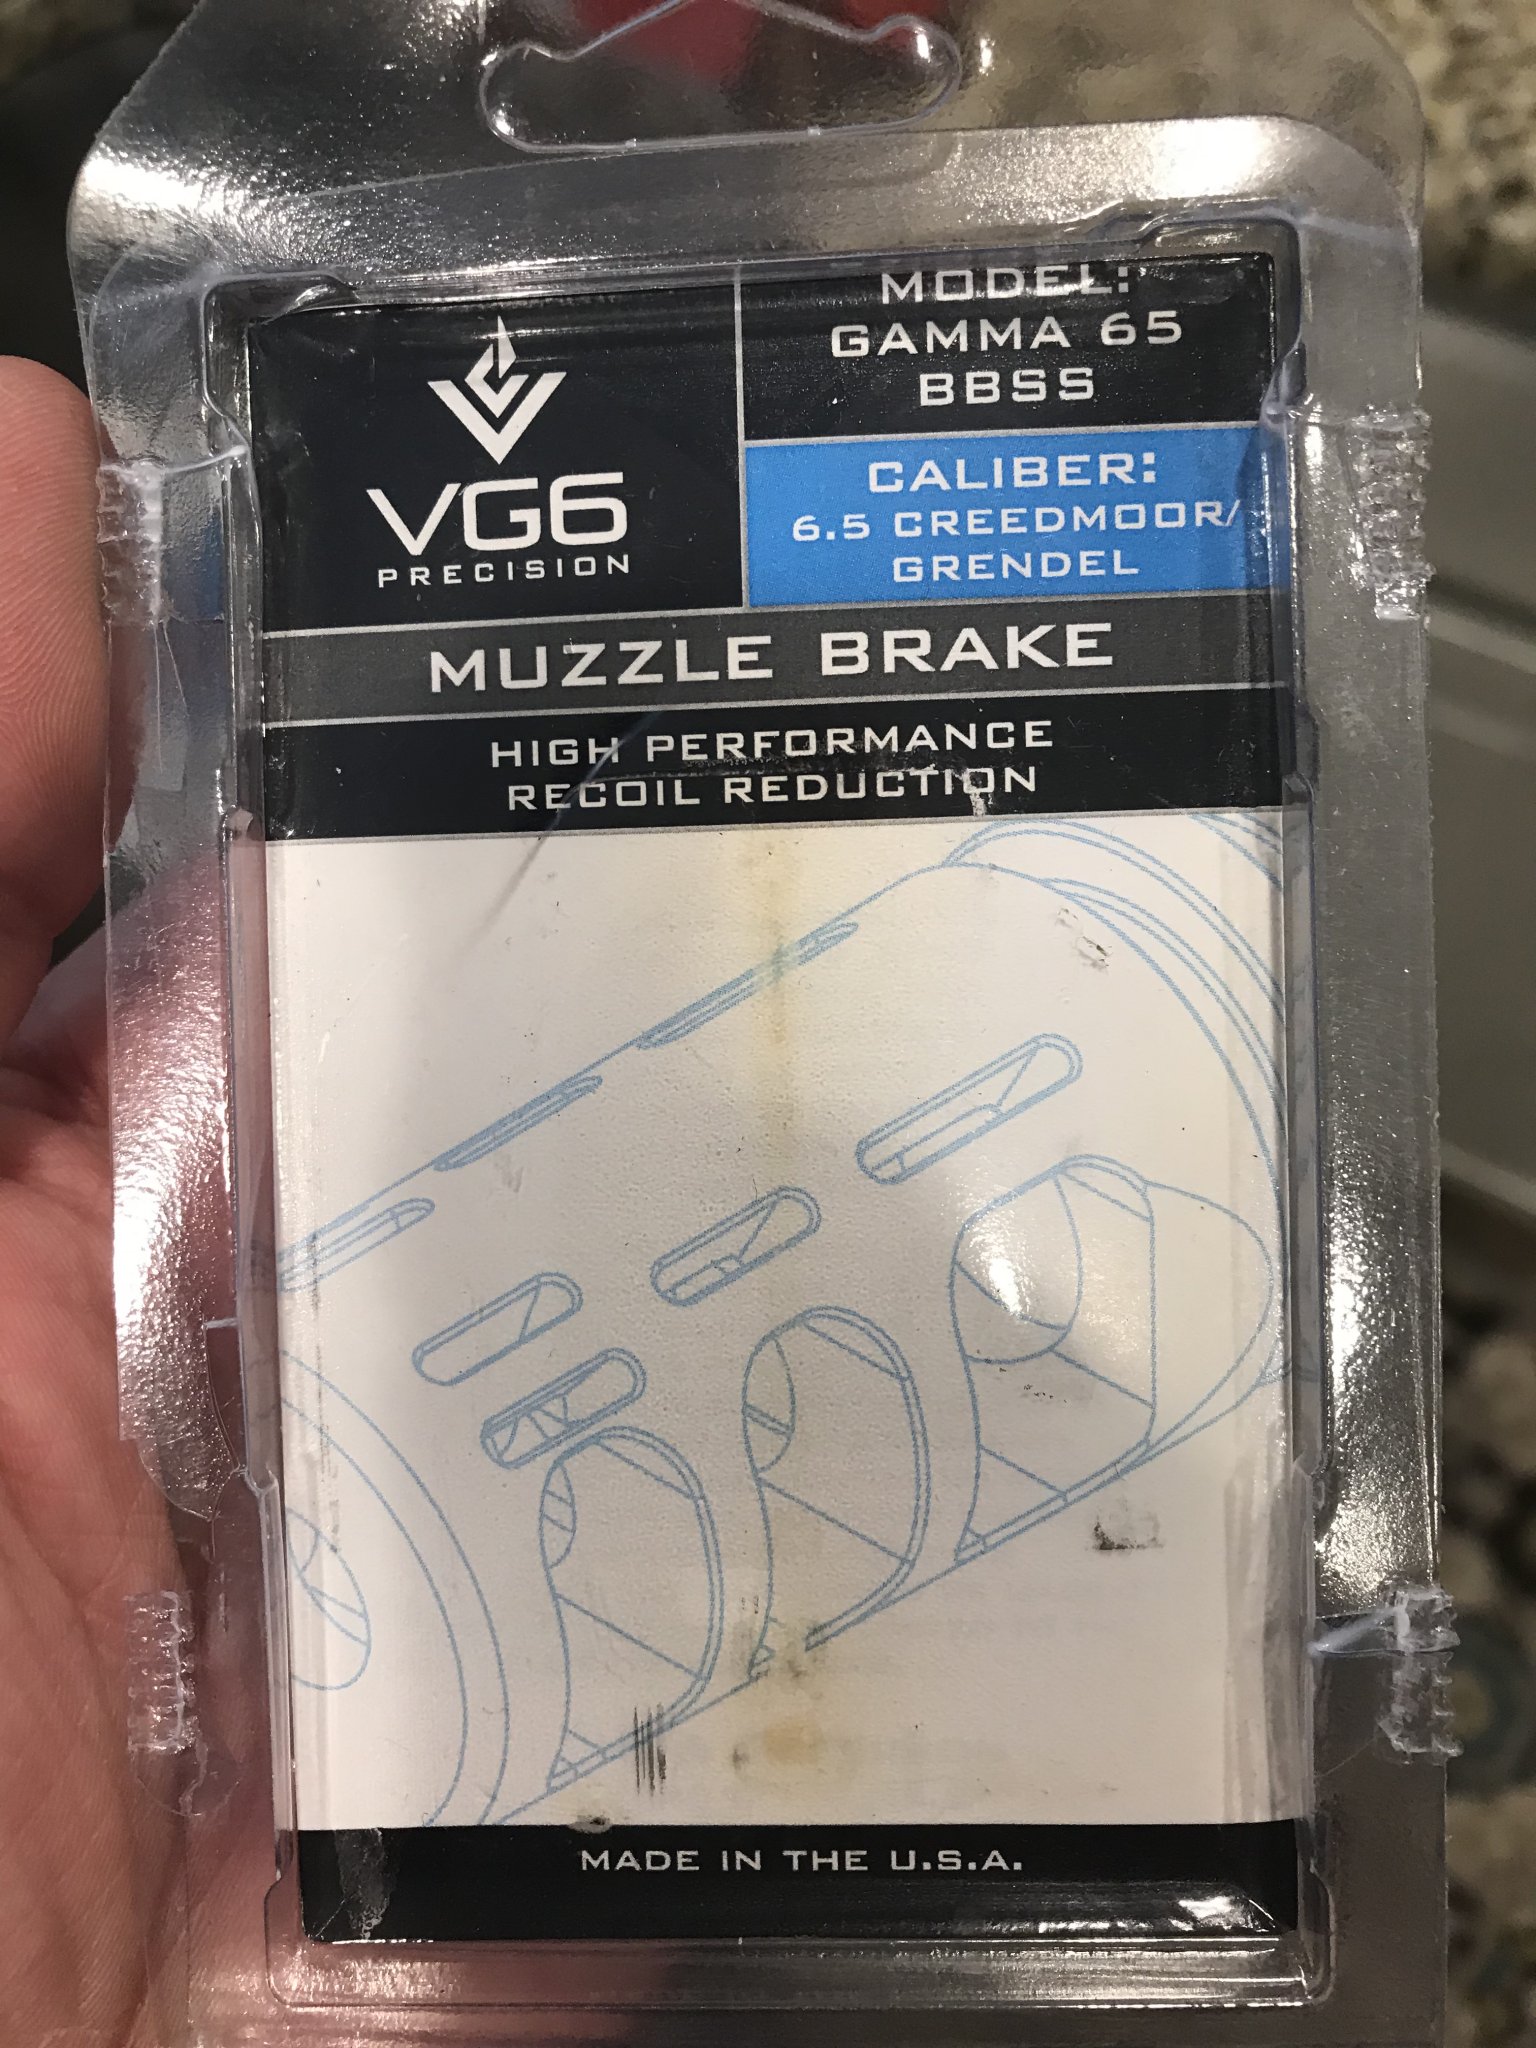 VG6
PRECISION
MODEL:
GAMMA 65
BBSS
CALIBER:
6.5 CREEDMOOR/
GRENDEL
MUZZLE BRAKE
HIGH PERFORMANCE
RECOIL REDUCTION
MADE IN THE U.S.A.